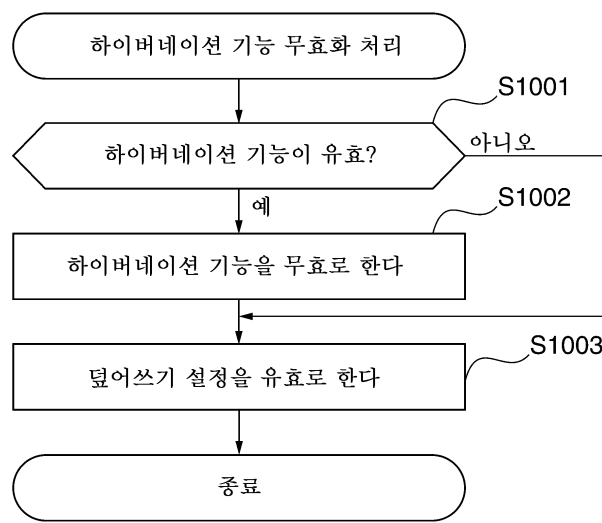 하이버네이션 기능 무효화 처리
S1001
하이버네이션 기능이 유효?
아니오
예
S1002
하이버네이션 기능을 무효로 한다
S1003
덮어쓰기 설정을 유효로 한다
종료